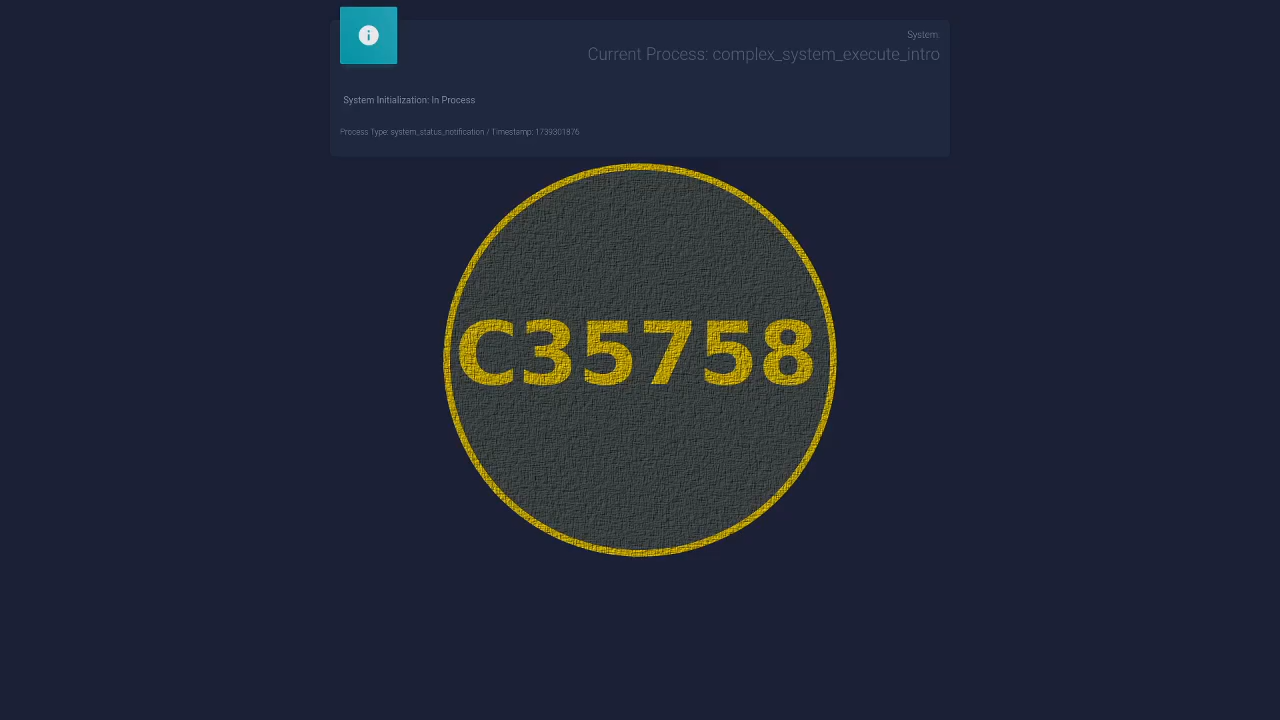 System:
Current Process: complex_system_execute_intro
System Initialization: In Process
Process Type: system_status_notification / Timestamp: 1739301876
C35758